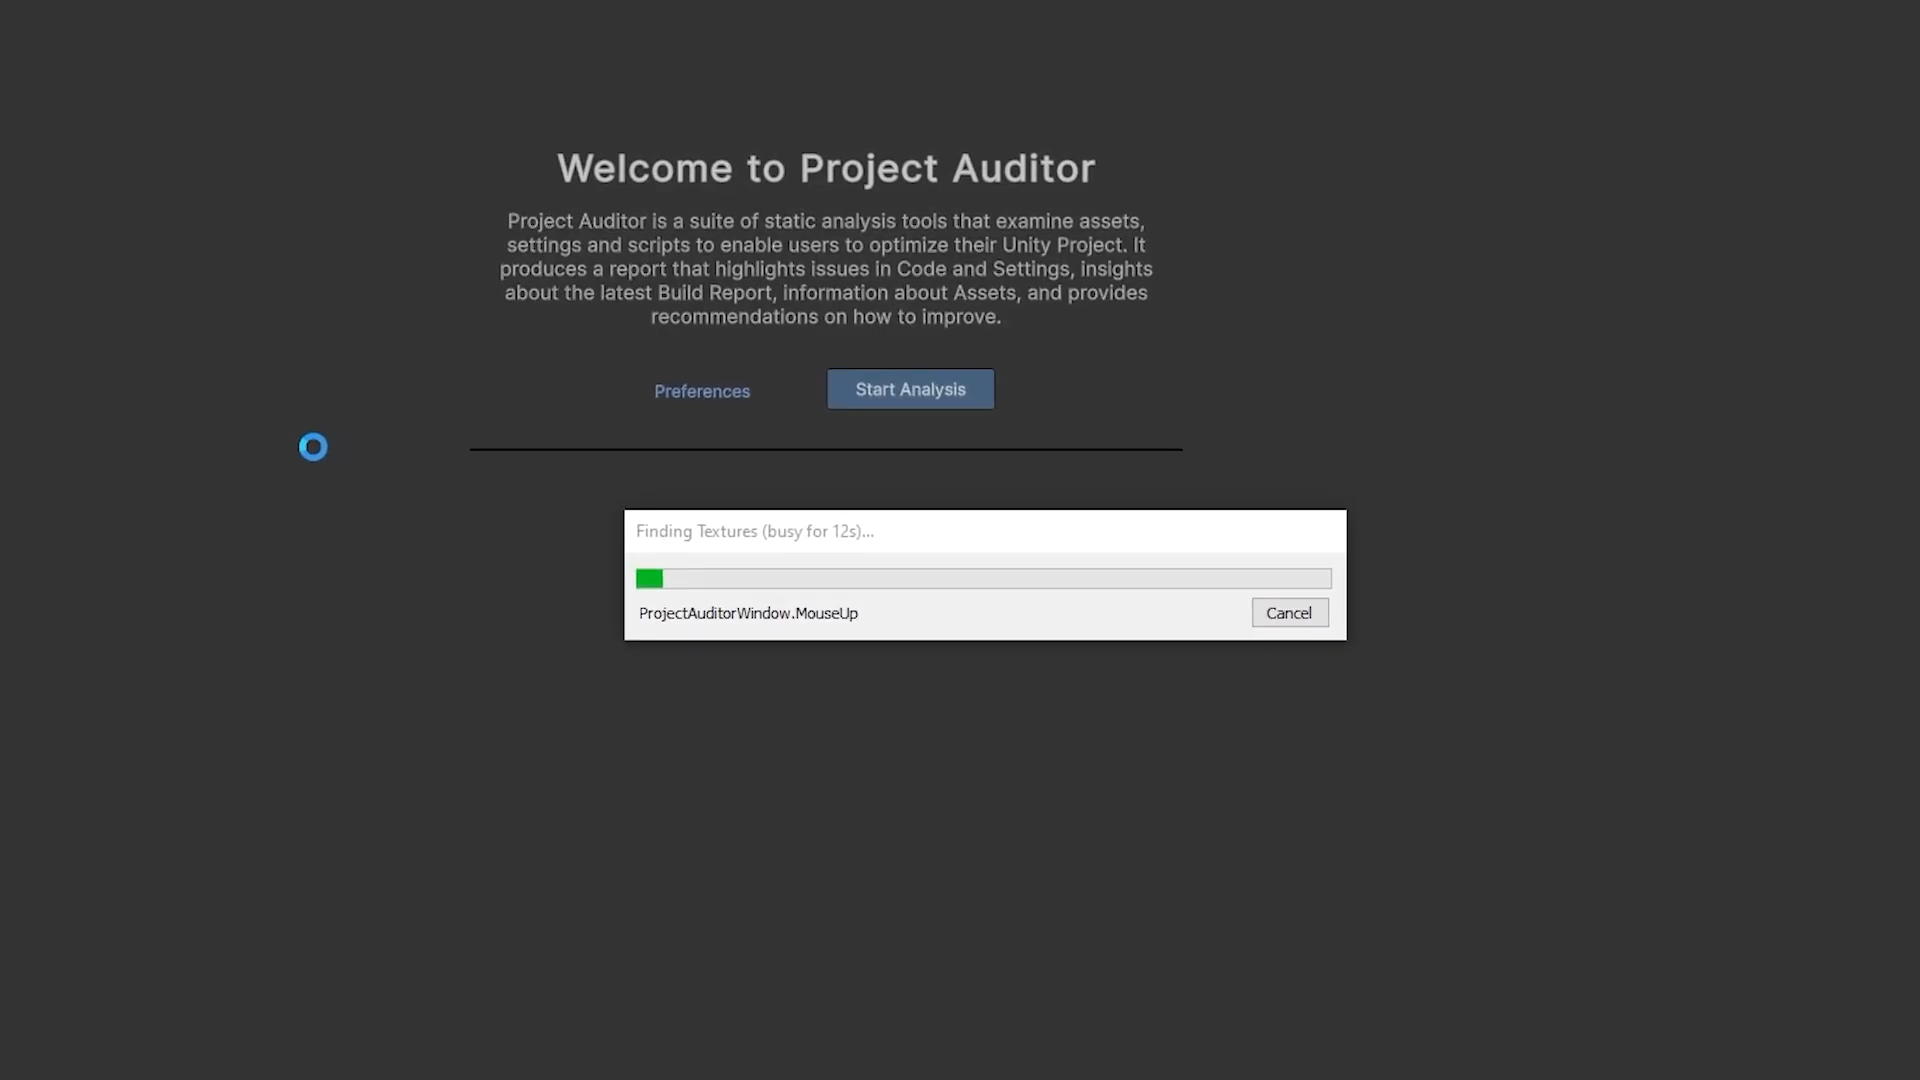 Welcome to Project Auditor
Project Auditor is a suite of static analysis tools that examine assets,
settings and scripts to enable users to optimize their Unity Project. It
produces a report that highlights issues in Code and Settings, insights
about the latest Build Report, information about Assets, and provides
recommendations on how to improve.
Preferences
Start Analysis
Finding Textures (busy for 12s)...
ProjectAuditorWindow.MouseUp
Cancel